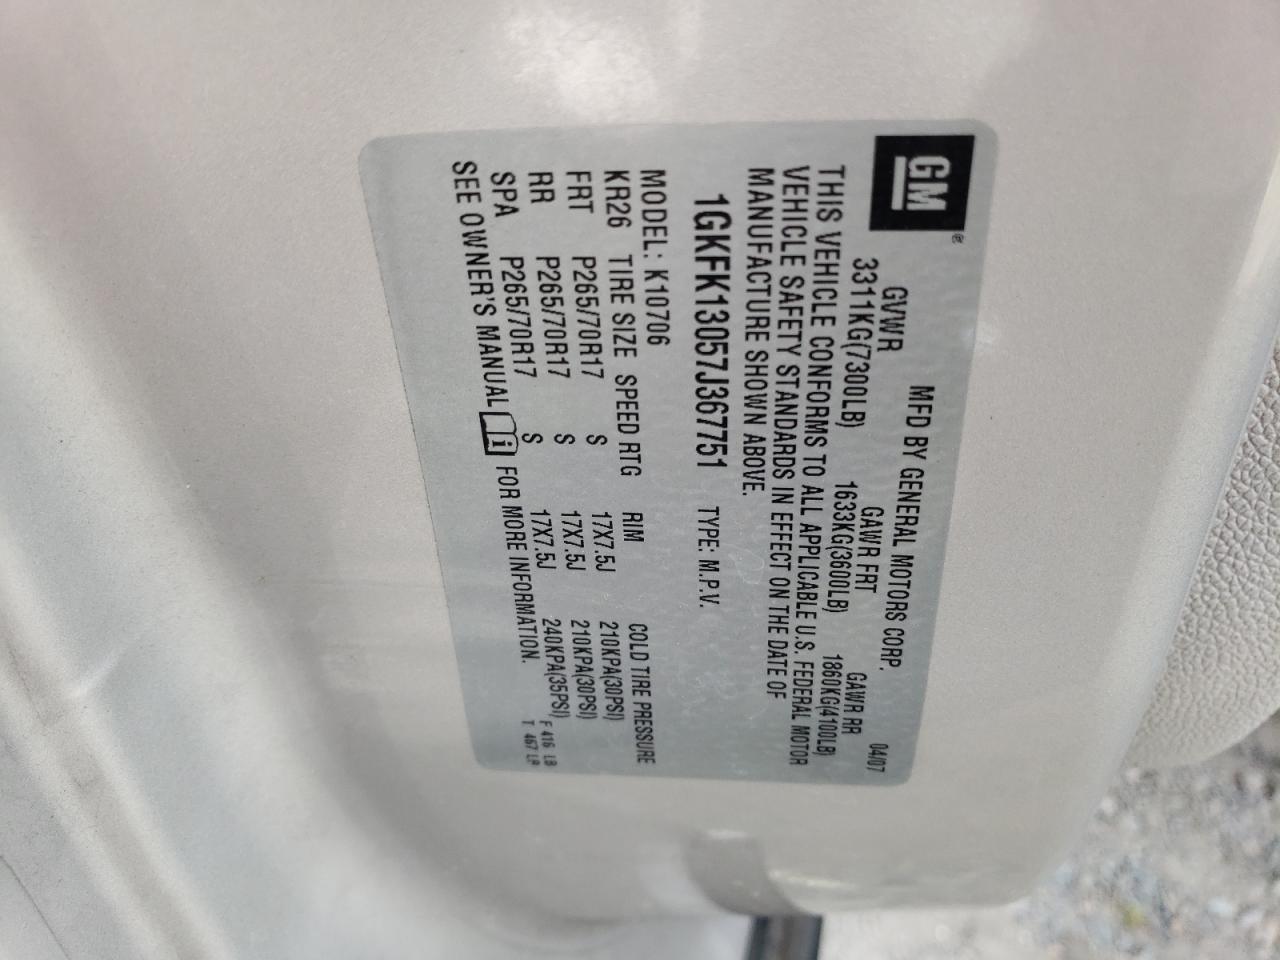 GM®
MFD BY GENERAL MOTORS CORP. 04/07
GVWR GAWR FRT GAWR RR
3311KG(7300LB) 1633KG(3600LB) 1860KG(4100LB)
THIS VEHICLE CONFORMS TO ALL APPLICABLE U.S. FEDERAL MOTOR
VEHICLE SAFETY STANDARDS IN EFFECT ON THE DATE OF
MANUFACTURE SHOWN ABOVE.
1GKFK13057J367751 TYPE: M.P.V.
MODEL: K10706
KR26 TIRE SIZE SPEED RTG RIM COLD TIRE PRESSURE
FRT P265/70R17 S 17X7.5J 210KPA(30PSI)
RR P265/70R17 S 17X7.5J 210KPA(30PSI)
SPA P265/70R17 S 17X7.5J 240KPA(35PSI) F 416 LB
SEE OWNER'S MANUAL i FOR MORE INFORMATION. T 467 LR